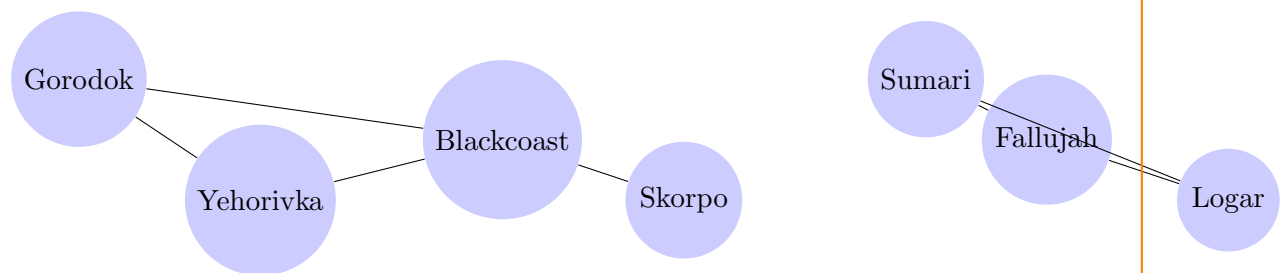 Gorodok
Sumari
Blackcoast
Fallujah
Yehorivka
Skorpo
Logar